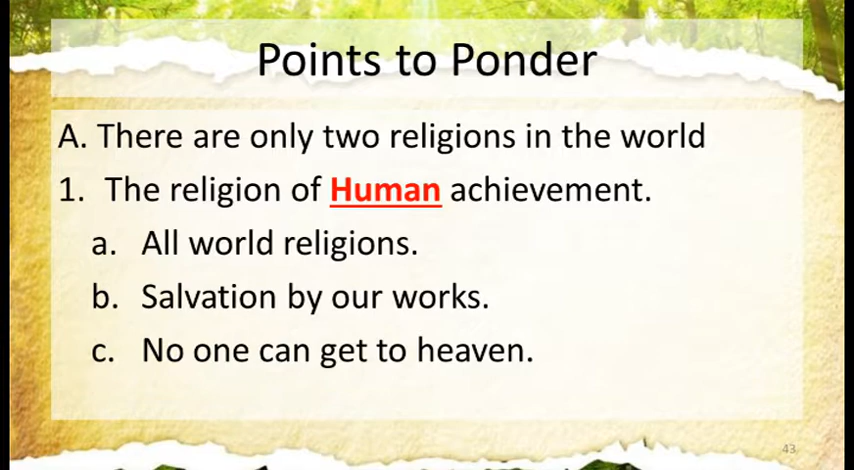 Points to Ponder
A. There are only two religions in the world
1. The religion of Human achievement.
a. All world religions.
b. Salvation by our works.
c. No one can get to heaven.
43